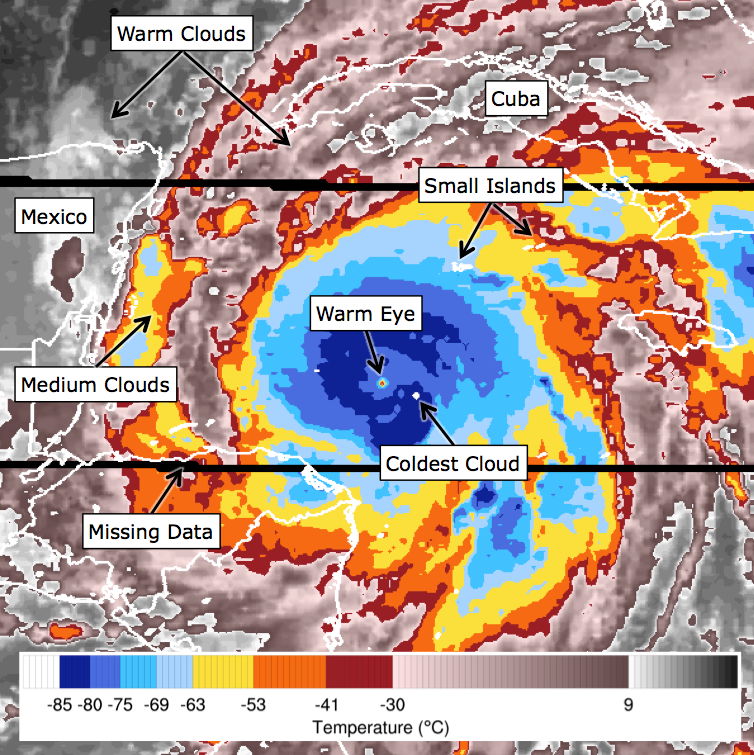 Warm Clouds
Cuba
Small Islands
Mexico
Warm Eye
Medium Clouds
Coldest Cloud
Missing Data
-85 -80 -75 -69 -63 -53 -41 -30 9
Temperature (°C)